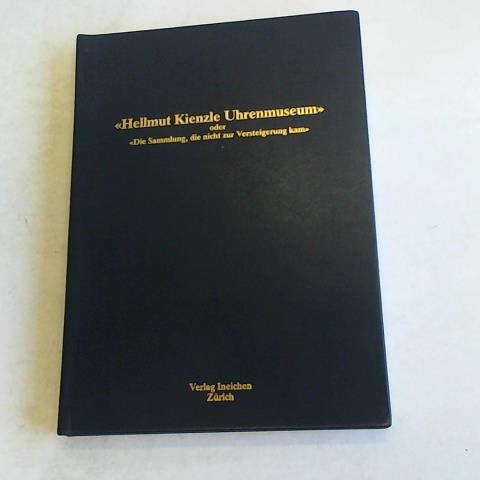 «Hellmut Kienzle Uhrenmuseum»
oder
«Die Sammlung, die nicht zur Versteigerung kam»
Verlag Ineichen
Zürich